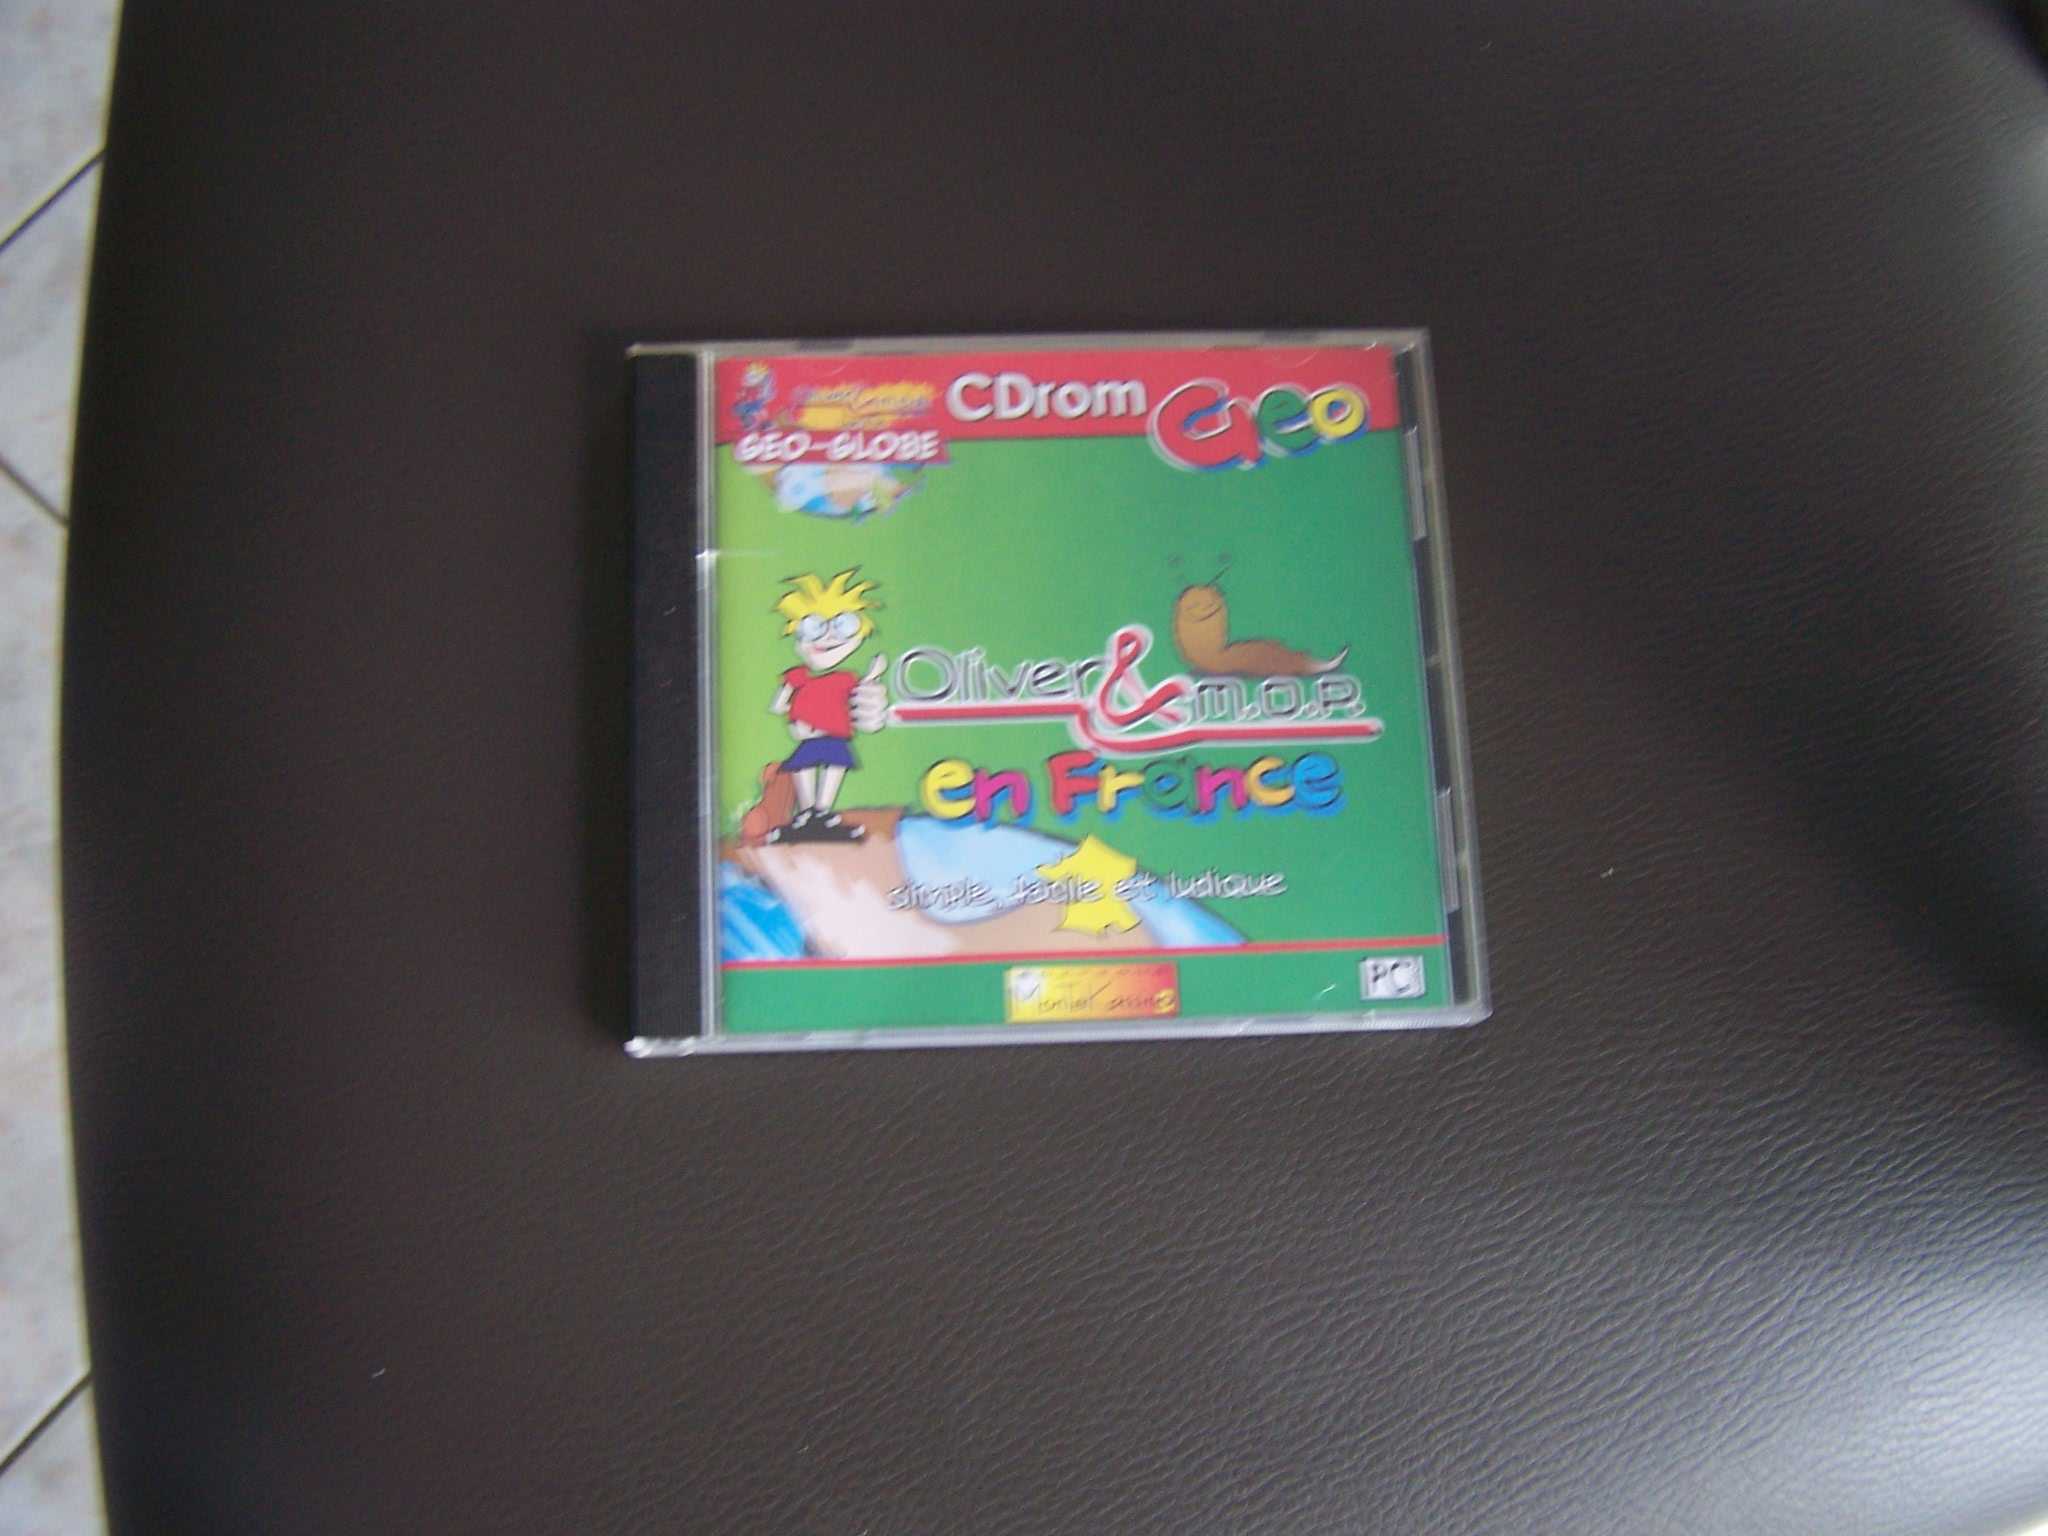 CDrom Geo
GEO-GLOBE
Oliver & M.O.P.
en France
simple, facile et ludique
PC